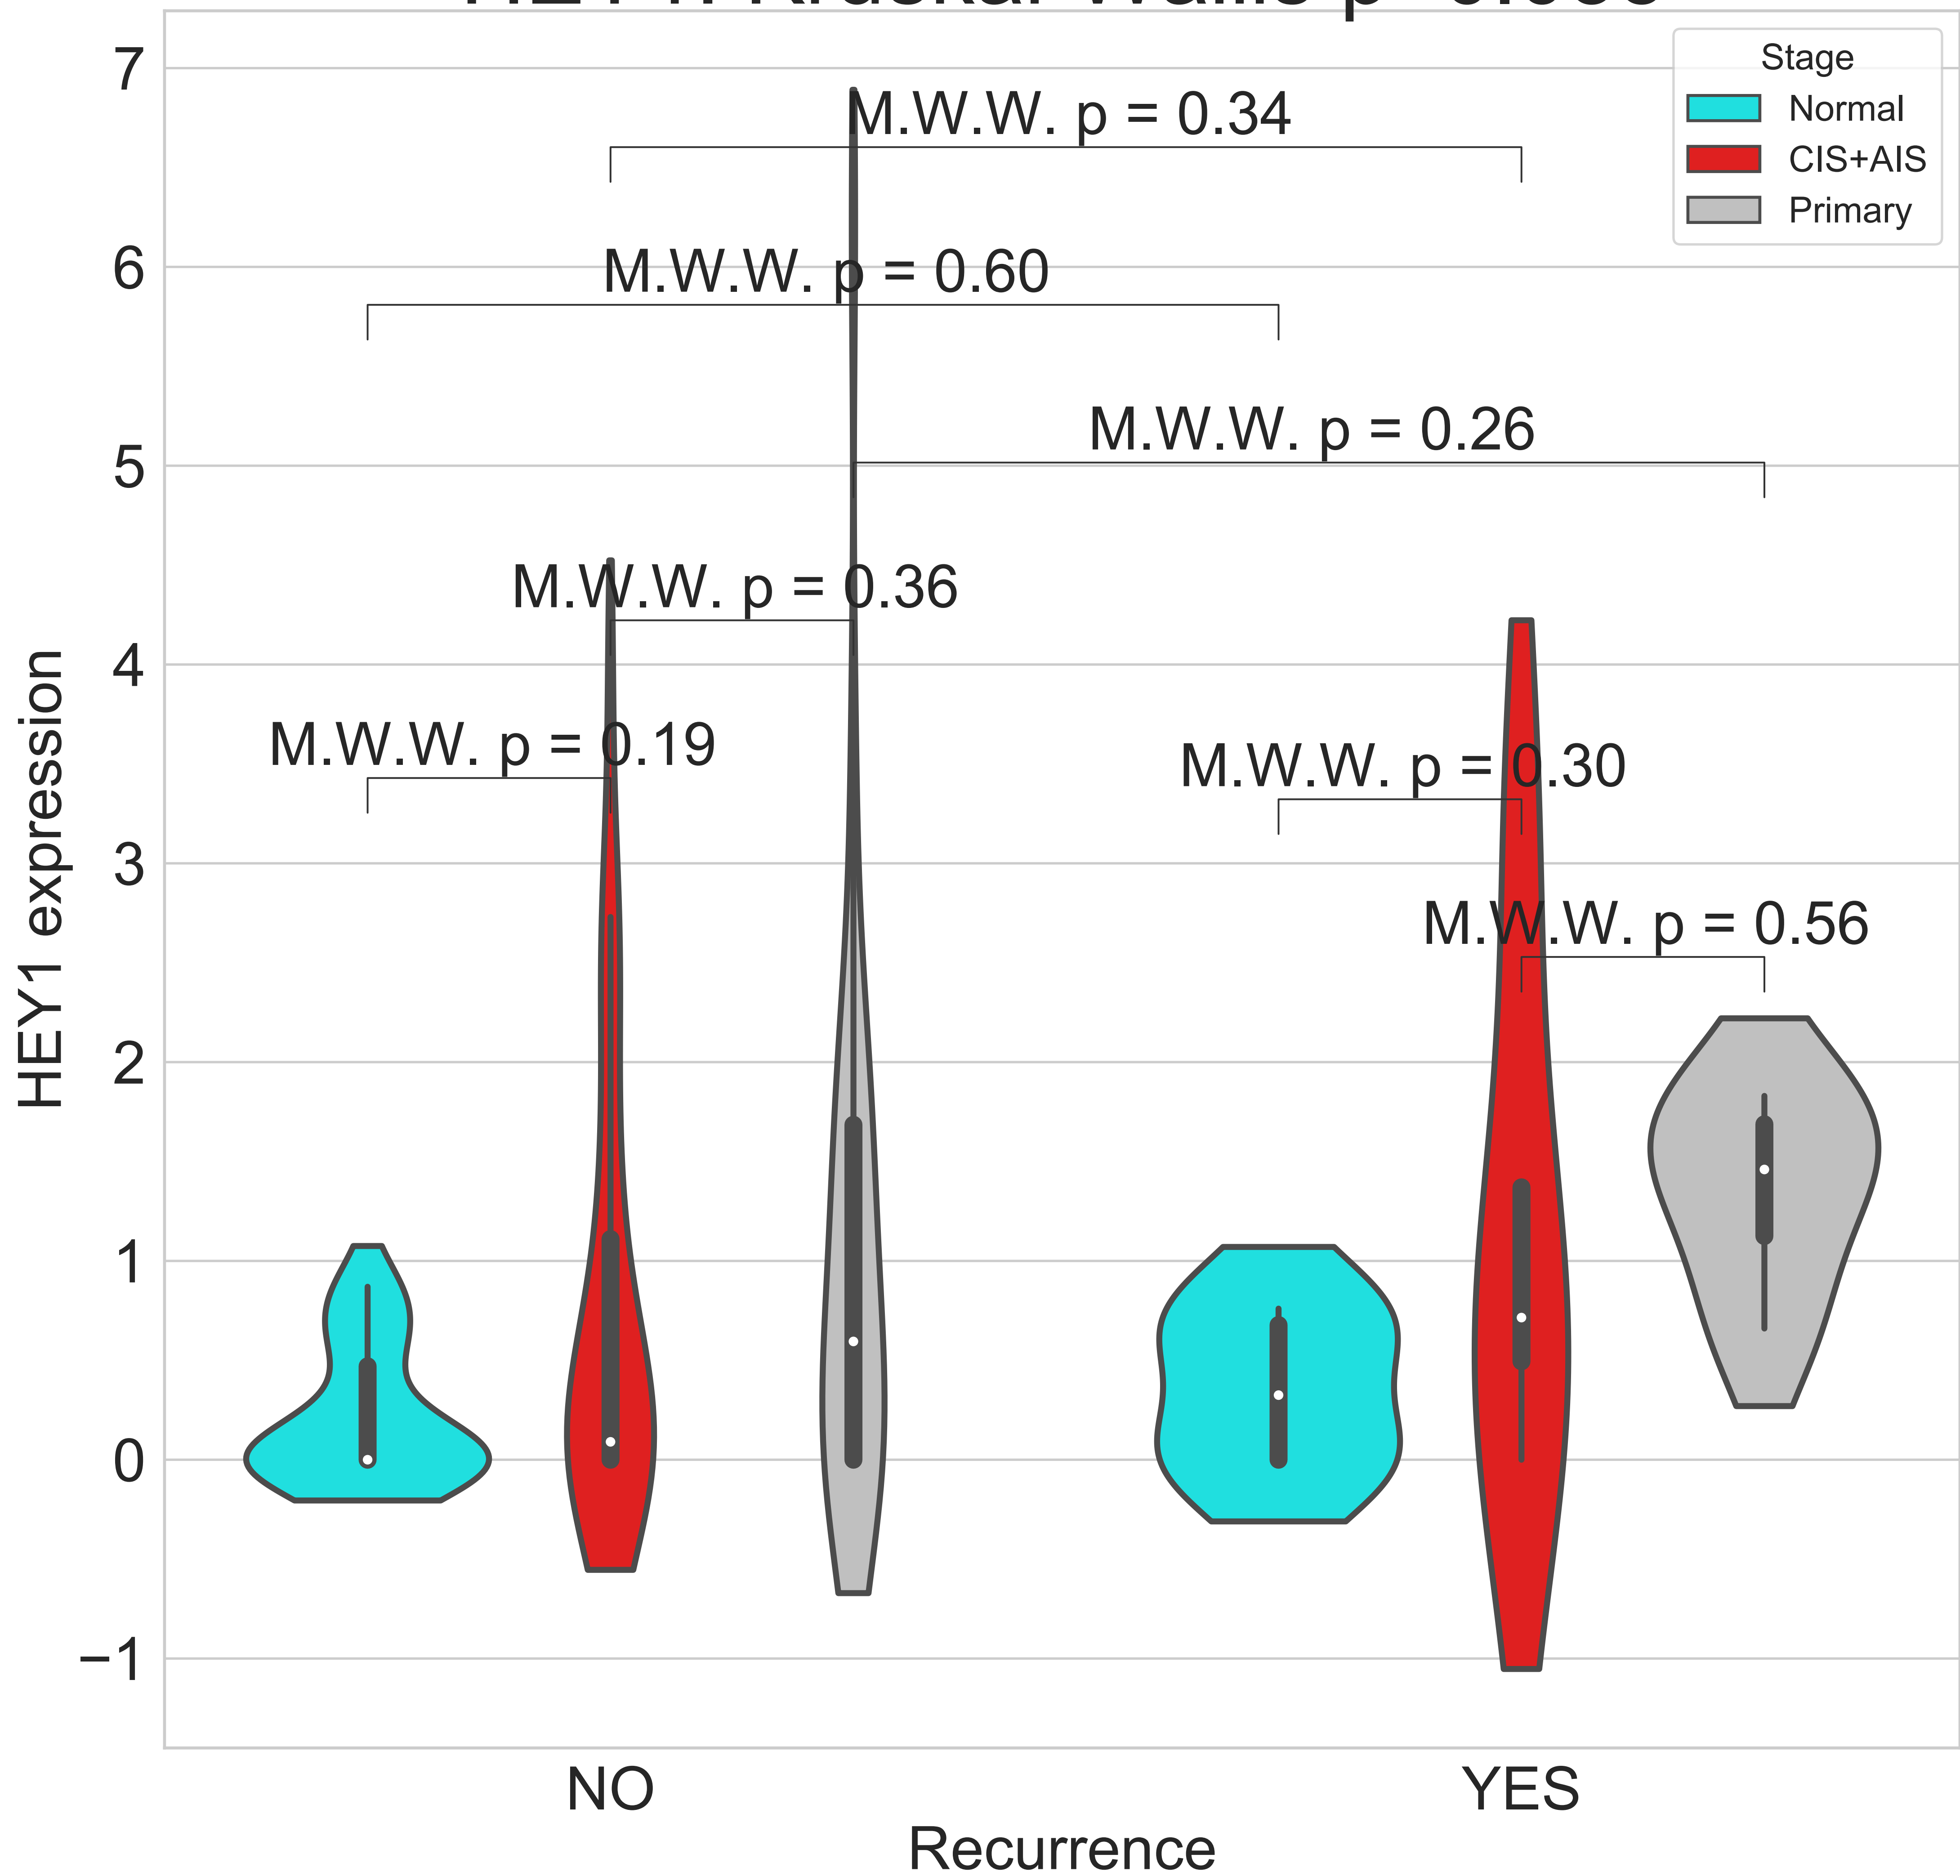 7
6
5
4
3
2
1
0
−1
HEY1 expression
M.W.W. p = 0.34
M.W.W. p = 0.60
M.W.W. p = 0.26
M.W.W. p = 0.36
M.W.W. p = 0.19
M.W.W. p = 0.30
M.W.W. p = 0.56
Stage
Normal
CIS+AIS
Primary
NO
YES
Recurrence